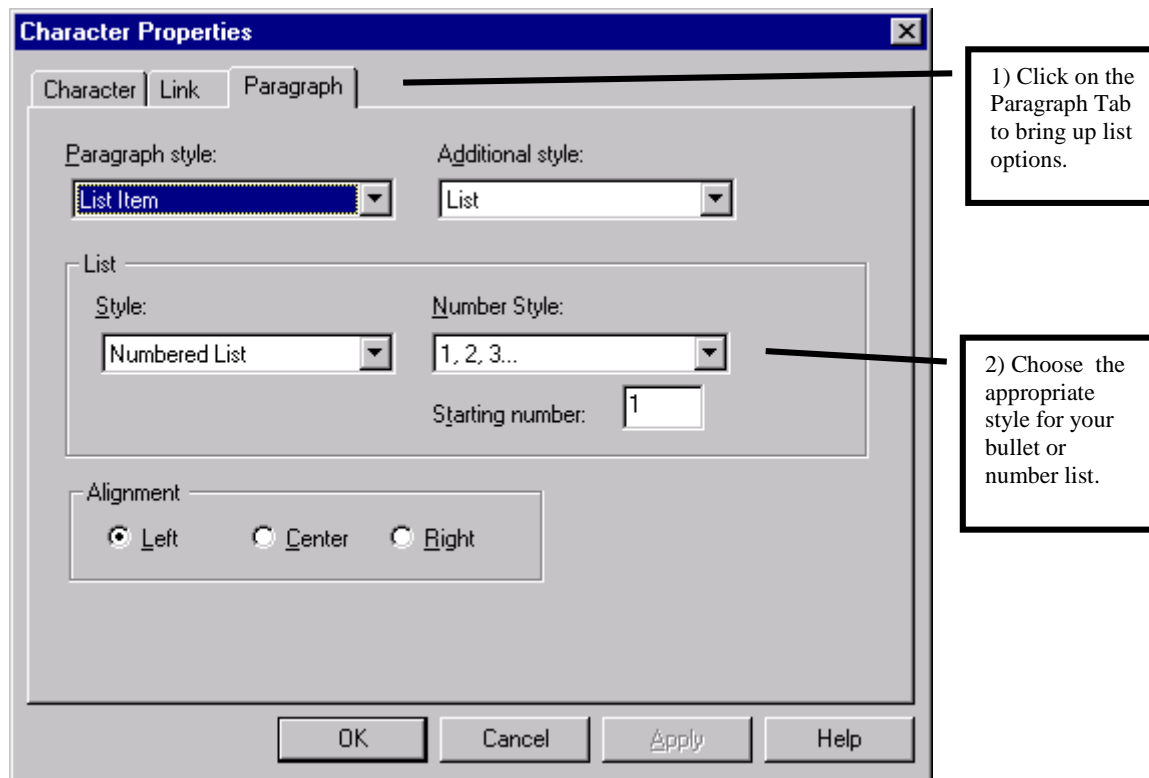 Character Properties
Character Link Paragraph
Paragraph style: Additional style:
List Item List
List
Style: Number Style:
Numbered List 1, 2, 3...
Starting number: 1
Alignment
Left Center Right
OK Cancel Apply Help
1) Click on the
Paragraph Tab
to bring up list
options.
2) Choose the
appropriate
style for your
bullet or
number list.